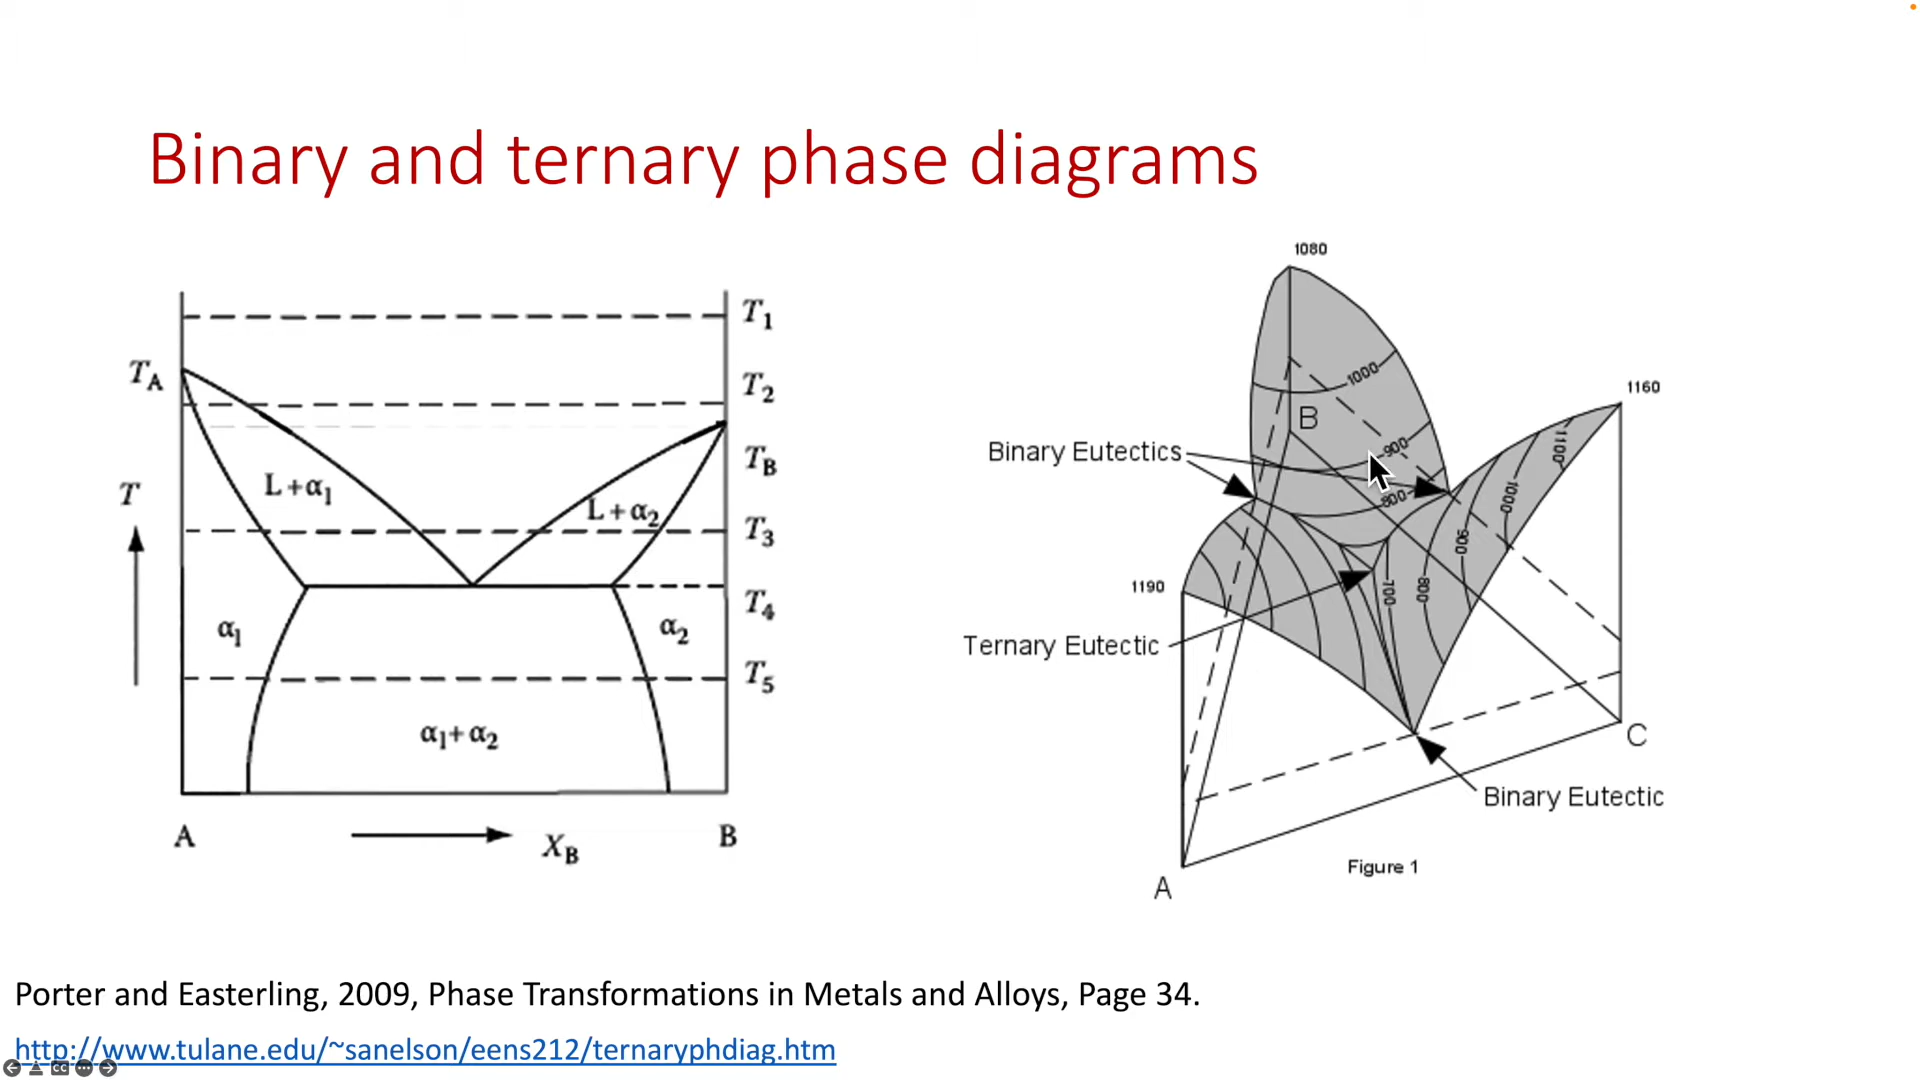 Binary and ternary phase diagrams
T₁
T_A
T₂
T_B
T
L+α₁
L+α₂
T₃
T₄
α₁
α₂
T₅
α₁+α₂
A
X_B
B
1080
1000
1160
B
Binary Eutectics
900
1100
800
1000
900
1190
700
800
Ternary Eutectic
C
Binary Eutectic
Figure 1
A
Porter and Easterling, 2009, Phase Transformations in Metals and Alloys, Page 34.
http://www.tulane.edu/~sanelson/eens212/ternaryphdiag.htm
CC